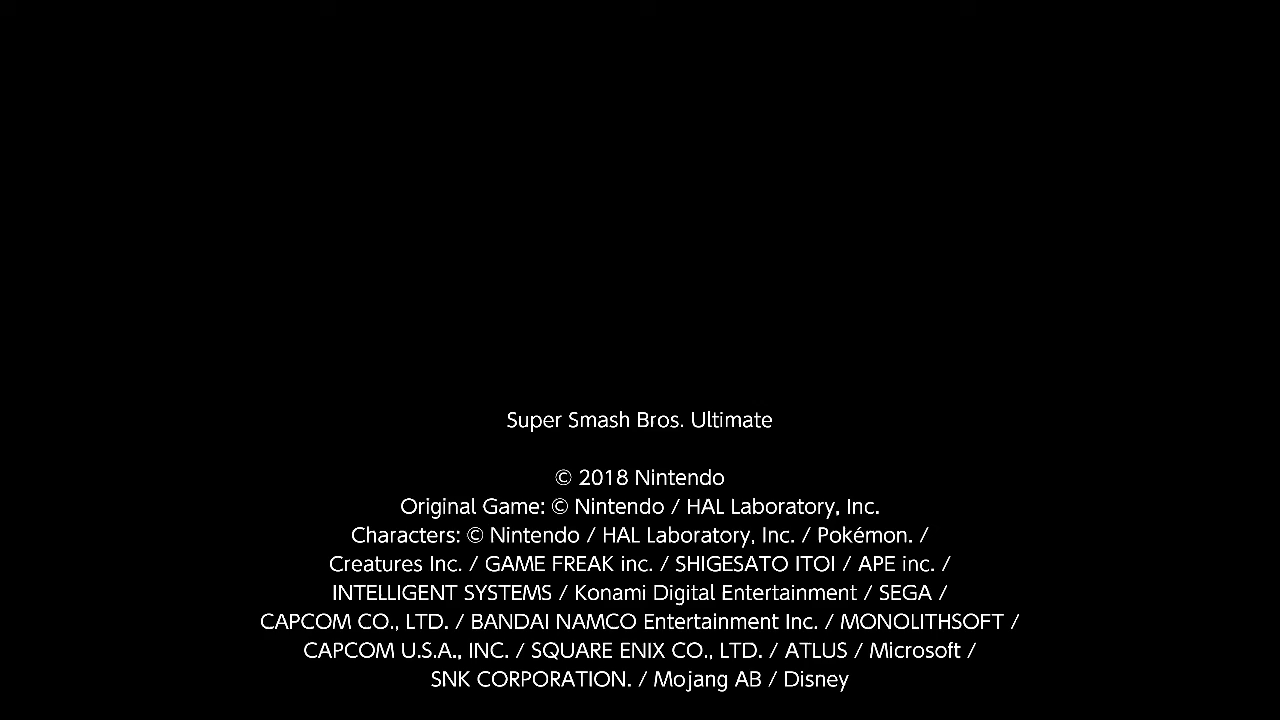 Super Smash Bros. Ultimate
© 2018 Nintendo
Original Game: © Nintendo / HAL Laboratory, Inc.
Characters: © Nintendo / HAL Laboratory, Inc. / Pokémon. /
Creatures Inc. / GAME FREAK inc. / SHIGESATO ITOI / APE inc. /
INTELLIGENT SYSTEMS / Konami Digital Entertainment / SEGA /
CAPCOM CO., LTD. / BANDAI NAMCO Entertainment Inc. / MONOLITHSOFT /
CAPCOM U.S.A., INC. / SQUARE ENIX CO., LTD. / ATLUS / Microsoft /
SNK CORPORATION. / Mojang AB / Disney